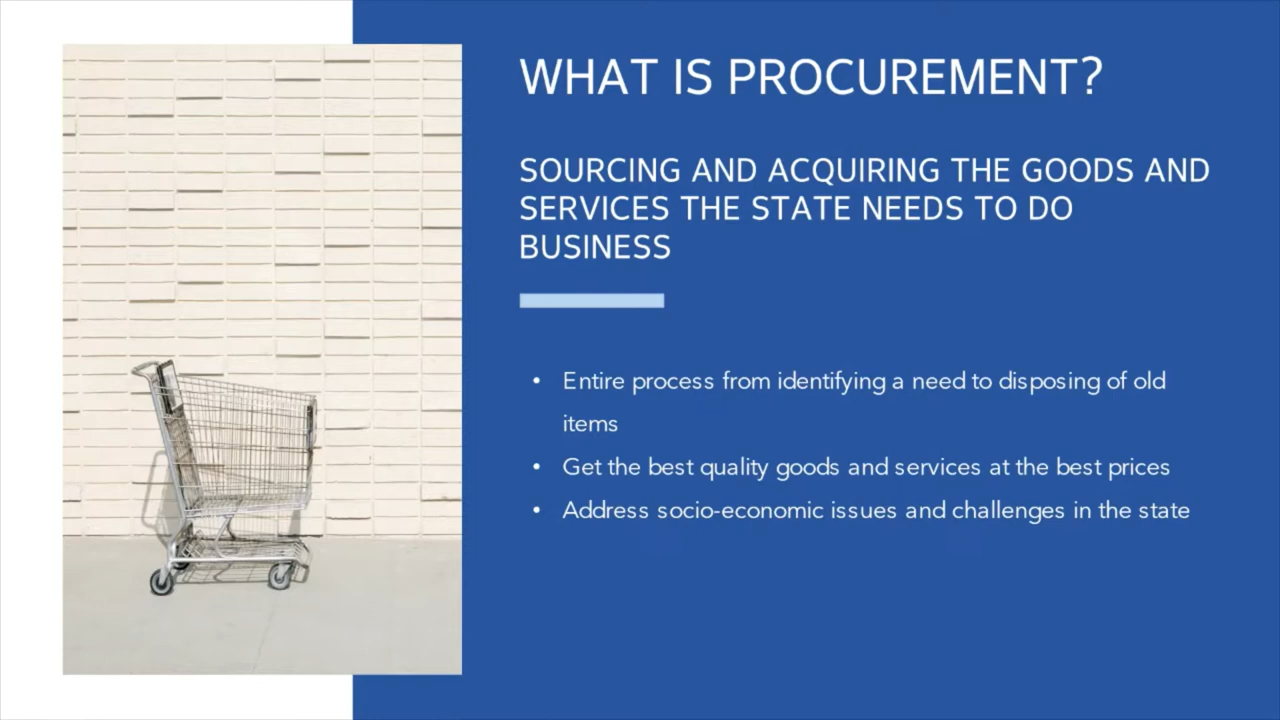 WHAT IS PROCUREMENT?
SOURCING AND ACQUIRING THE GOODS AND
SERVICES THE STATE NEEDS TO DO
BUSINESS
• Entire process from identifying a need to disposing of old
items
• Get the best quality goods and services at the best prices
• Address socio-economic issues and challenges in the state